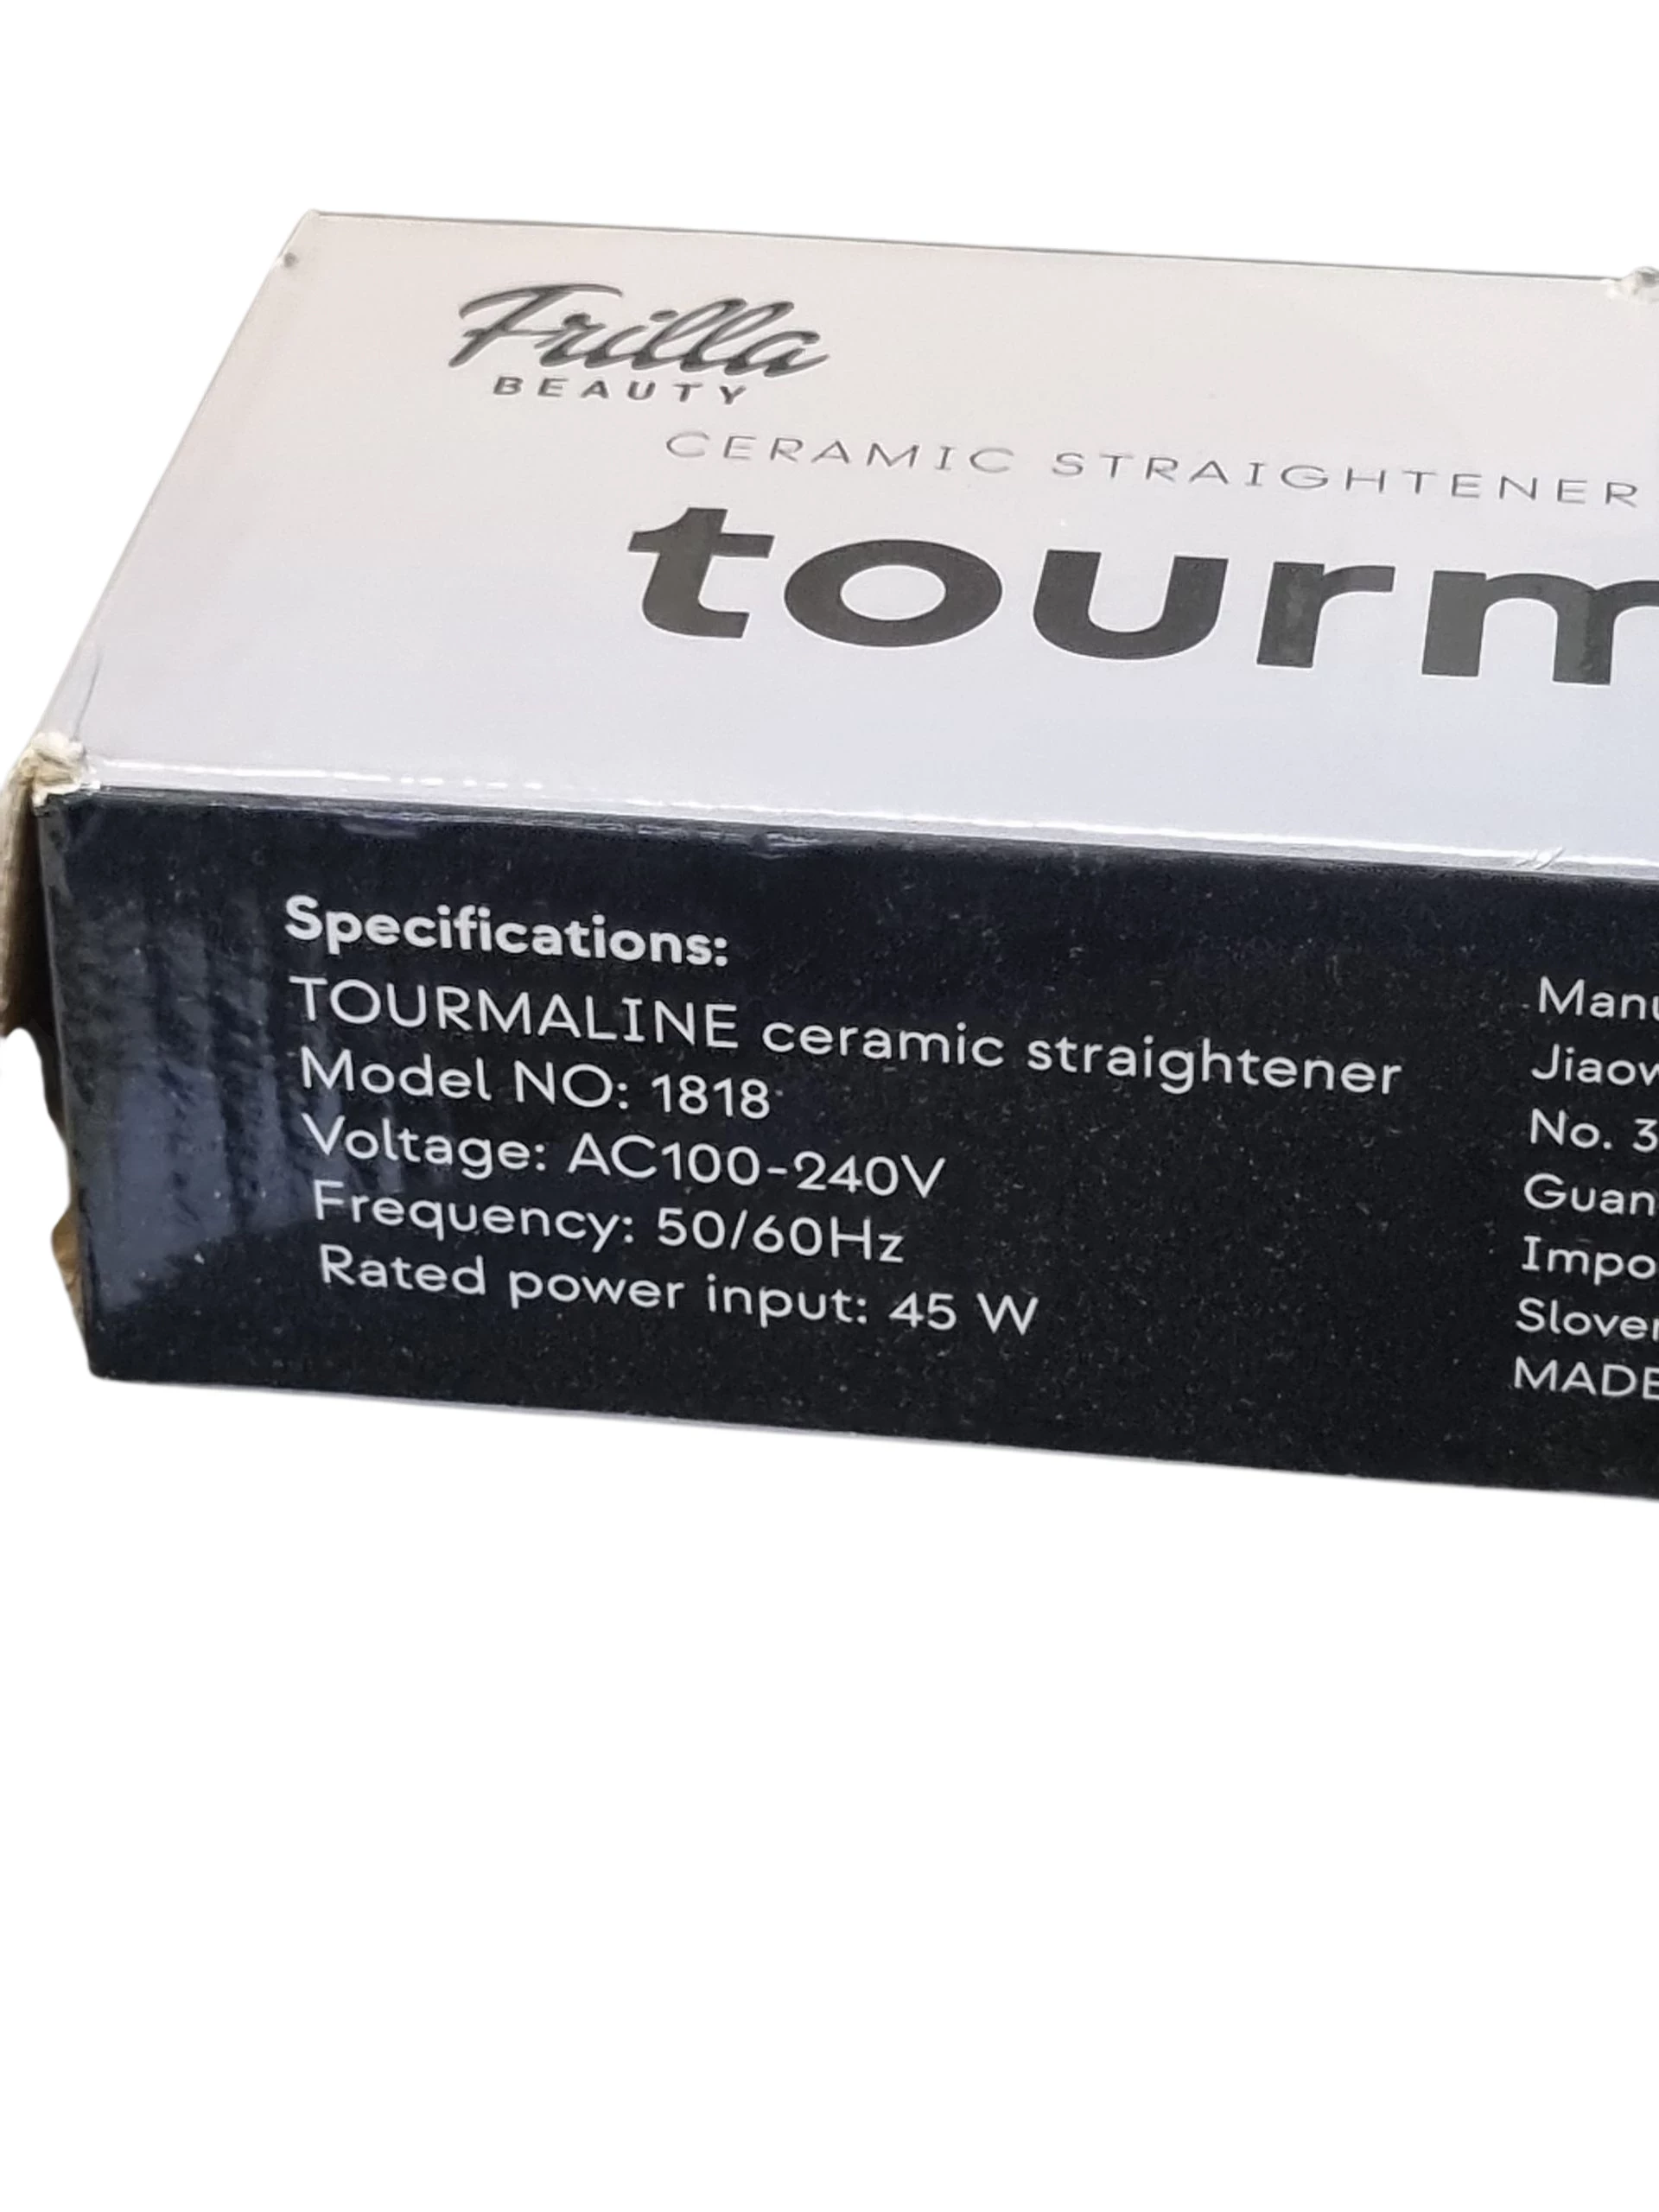 Frilla
BEAUTY
CERAMIC STRAIGHTENER
tourm
Specifications:
TOURMALINE ceramic straightener
Model NO: 1818
Voltage: AC100-240V
Frequency: 50/60Hz
Rated power input: 45 W
Manu
Jiaow
No. 3
Guan
Impo
Slover
MADE